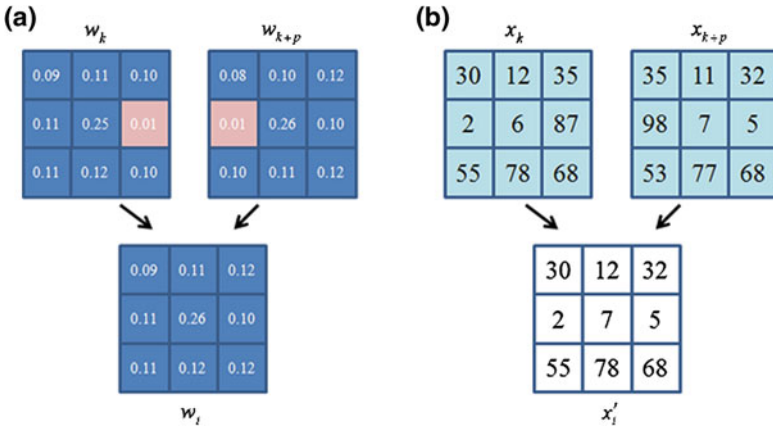 (a)
w_k w_{k+p}
0.09 0.11 0.10 0.08 0.10 0.12
0.11 0.25 0.01 0.01 0.26 0.10
0.11 0.12 0.10 0.10 0.11 0.12
0.09 0.11 0.12
0.11 0.26 0.10
0.11 0.12 0.12
w_i
(b)
x_k x_{k+p}
30 12 35 35 11 32
2 6 87 98 7 5
55 78 68 53 77 68
30 12 32
2 7 5
55 78 68
x'_i